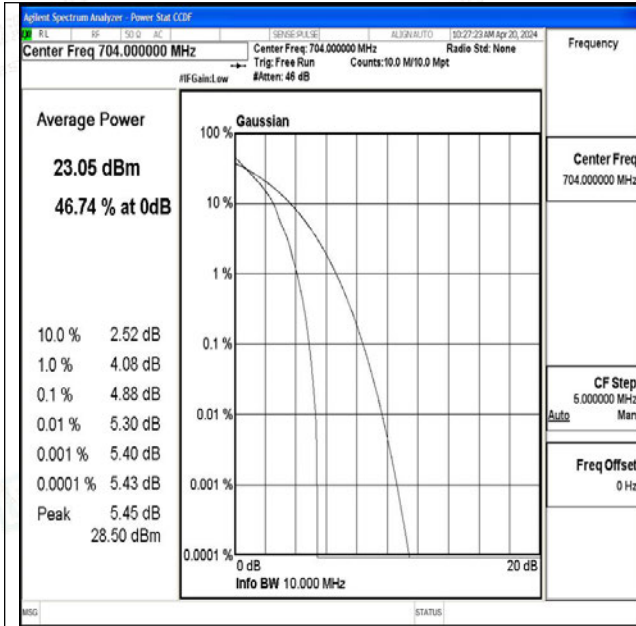 Agilent Spectrum Analyzer - Power Stat CCDF
RL RF 50 Ω AC SENSE:PULSE ALIGNAUTO 10:27:23 AM Apr 20, 2024
Center Freq 704.000000 MHz
Center Freq: 704.000000 MHz Radio Std: None
Trig: Free Run Counts:10.0 M/10.0 Mpt
#IFGain:Low #Atten: 46 dB
Frequency
Average Power
23.05 dBm
46.74 % at 0dB
10.0 % 2.52 dB
1.0 % 4.08 dB
0.1 % 4.88 dB
0.01 % 5.30 dB
0.001 % 5.40 dB
0.0001 % 5.43 dB
Peak 5.45 dB
28.50 dBm
Gaussian
100 %
10 %
1 %
0.1 %
0.01 %
0.001 %
0.0001 %
0 dB 20 dB
Info BW 10.000 MHz
Center Freq
704.000000 MHz
CF Step
5.000000 MHz
Auto Man
Freq Offset
0 Hz
MSG STATUS